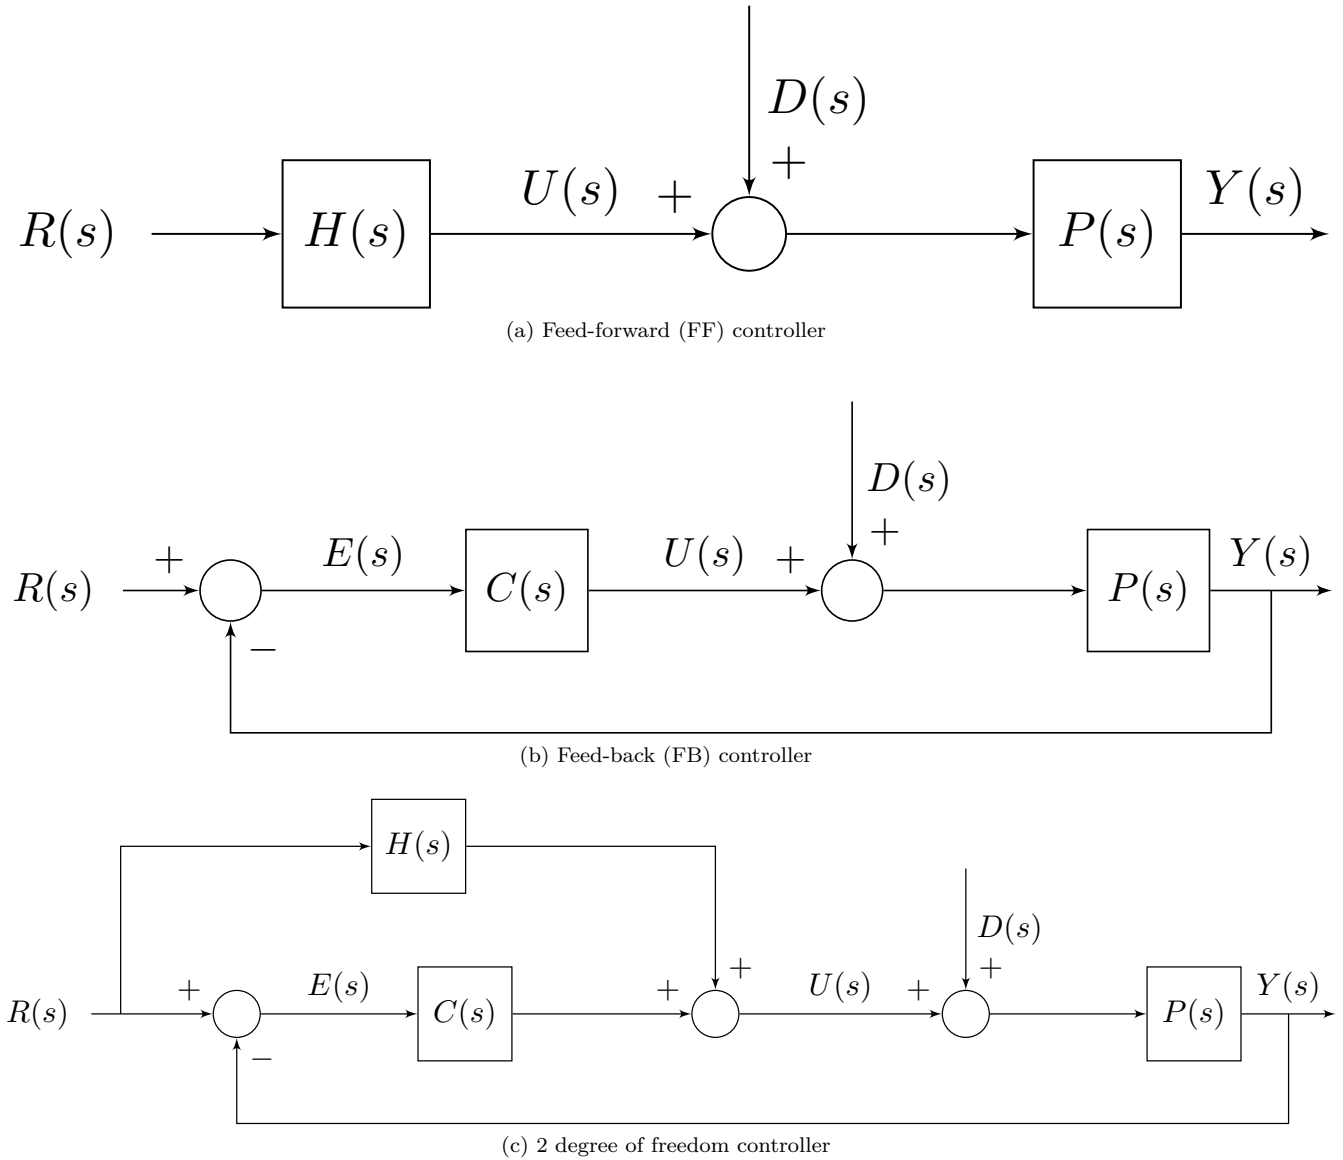 D(s)
+
U(s) + Y(s)
R(s) H(s) P(s)
(a) Feed-forward (FF) controller
D(s)
+
+ E(s) U(s) + Y(s)
R(s) C(s) P(s)
−
(b) Feed-back (FB) controller
H(s)
D(s)
+ +
+ E(s) + U(s) + Y(s)
R(s) C(s) P(s)
−
(c) 2 degree of freedom controller